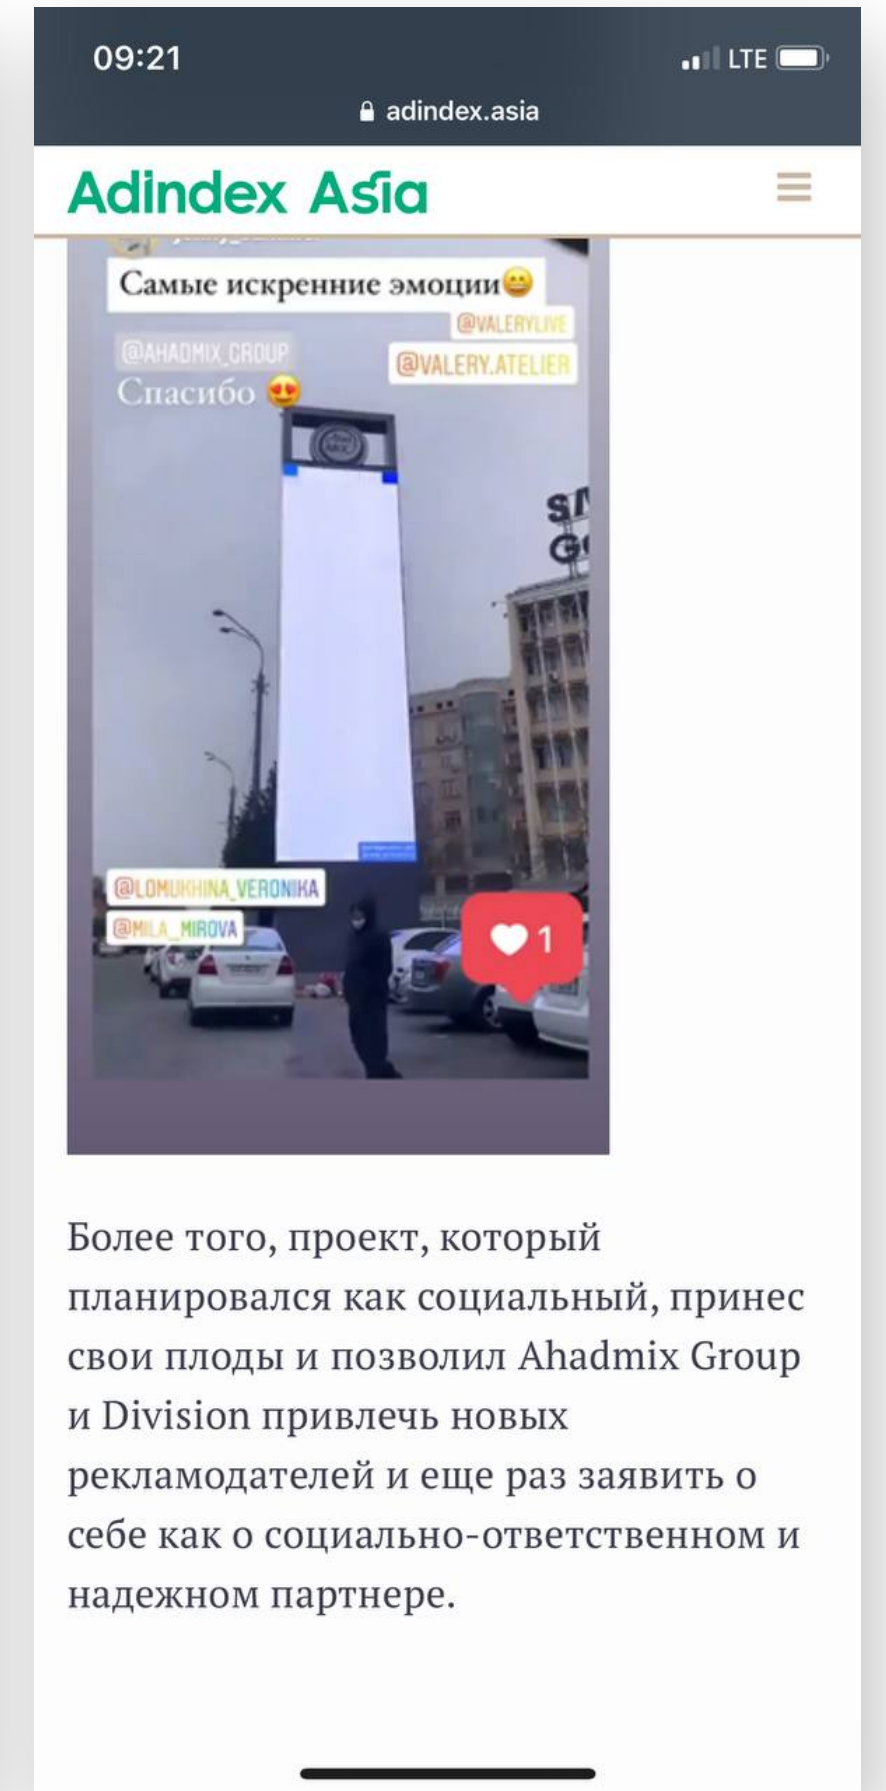 09:21
LTE
adindex.asia
Adindex Asia
Самые искренние эмоции😁
@VALERYLIVE
@AHADMIX_GROUP
@VALERY.ATELIER
Спасибо 😍
@LOMUKHINA_VERONIKA
@MILA_MIROVA
1
Более того, проект, который
планировался как социальный, принес
свои плоды и позволил Ahadmix Group
и Division привлечь новых
рекламодателей и еще раз заявить о
себе как о социально-ответственном и
надежном партнере.